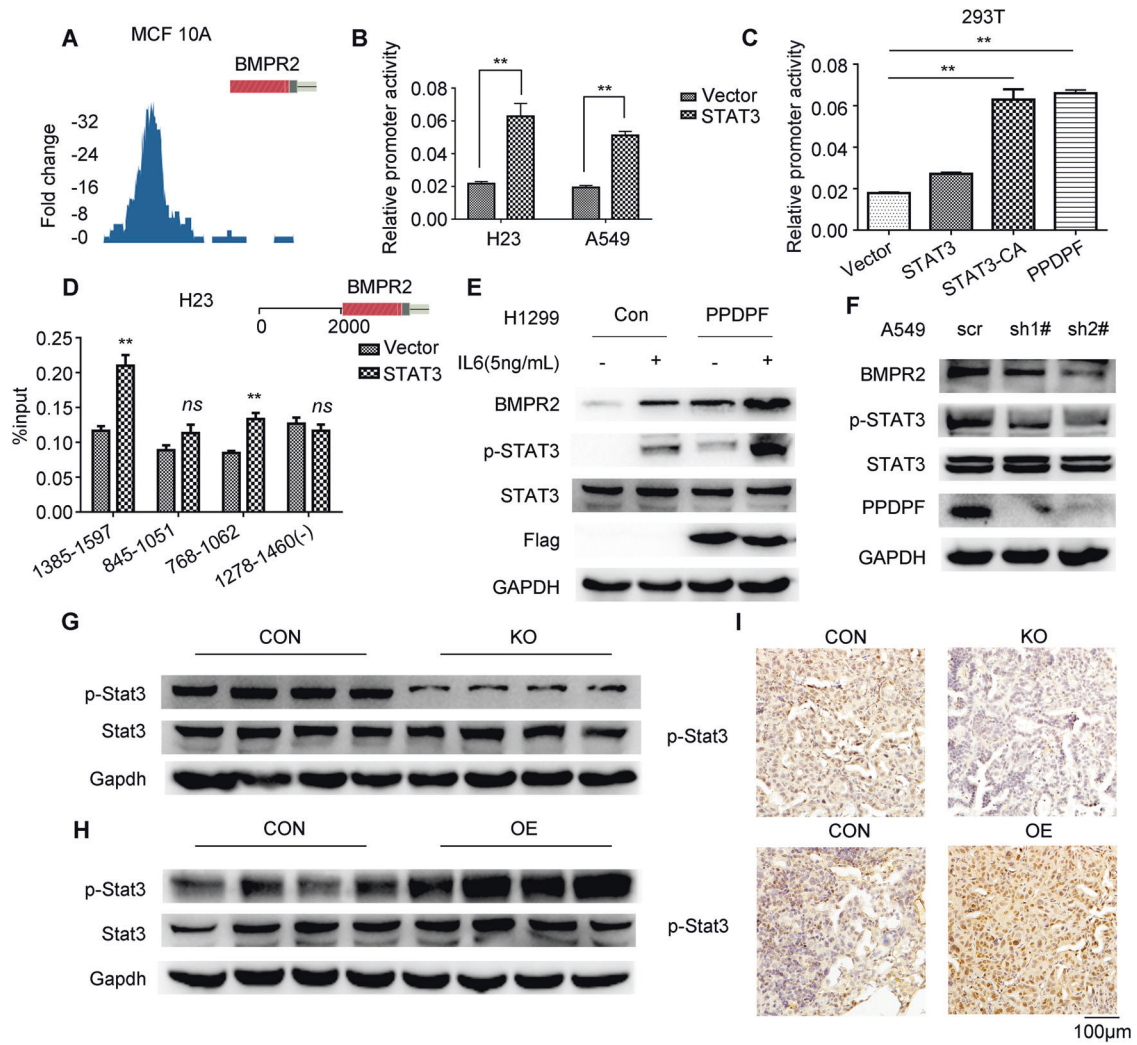 A
MCF 10A
BMPR2
Fold change
-32
-24
-16
-8
-0
B
Relative promoter activity
0.08
0.06
0.04
0.02
0.00
**
**
H23
A549
Vector
STAT3
C
293T
**
**
Relative promoter activity
0.08
0.06
0.04
0.02
0.00
Vector
STAT3
STAT3-CA
PPDPF
D
H23
BMPR2
0
2000
%input
0.25
0.20
0.15
0.10
0.05
0.00
**
ns
**
ns
Vector
STAT3
1385-1597
845-1051
768-1062
1278-1460(-)
E
H1299
Con
PPDPF
IL6(5ng/mL)
-
+
-
+
BMPR2
p-STAT3
STAT3
Flag
GAPDH
F
A549
scr
sh1#
sh2#
BMPR2
p-STAT3
STAT3
PPDPF
GAPDH
G
CON
KO
p-Stat3
Stat3
Gapdh
H
CON
OE
p-Stat3
Stat3
Gapdh
I
CON
KO
p-Stat3
CON
OE
p-Stat3
100μm